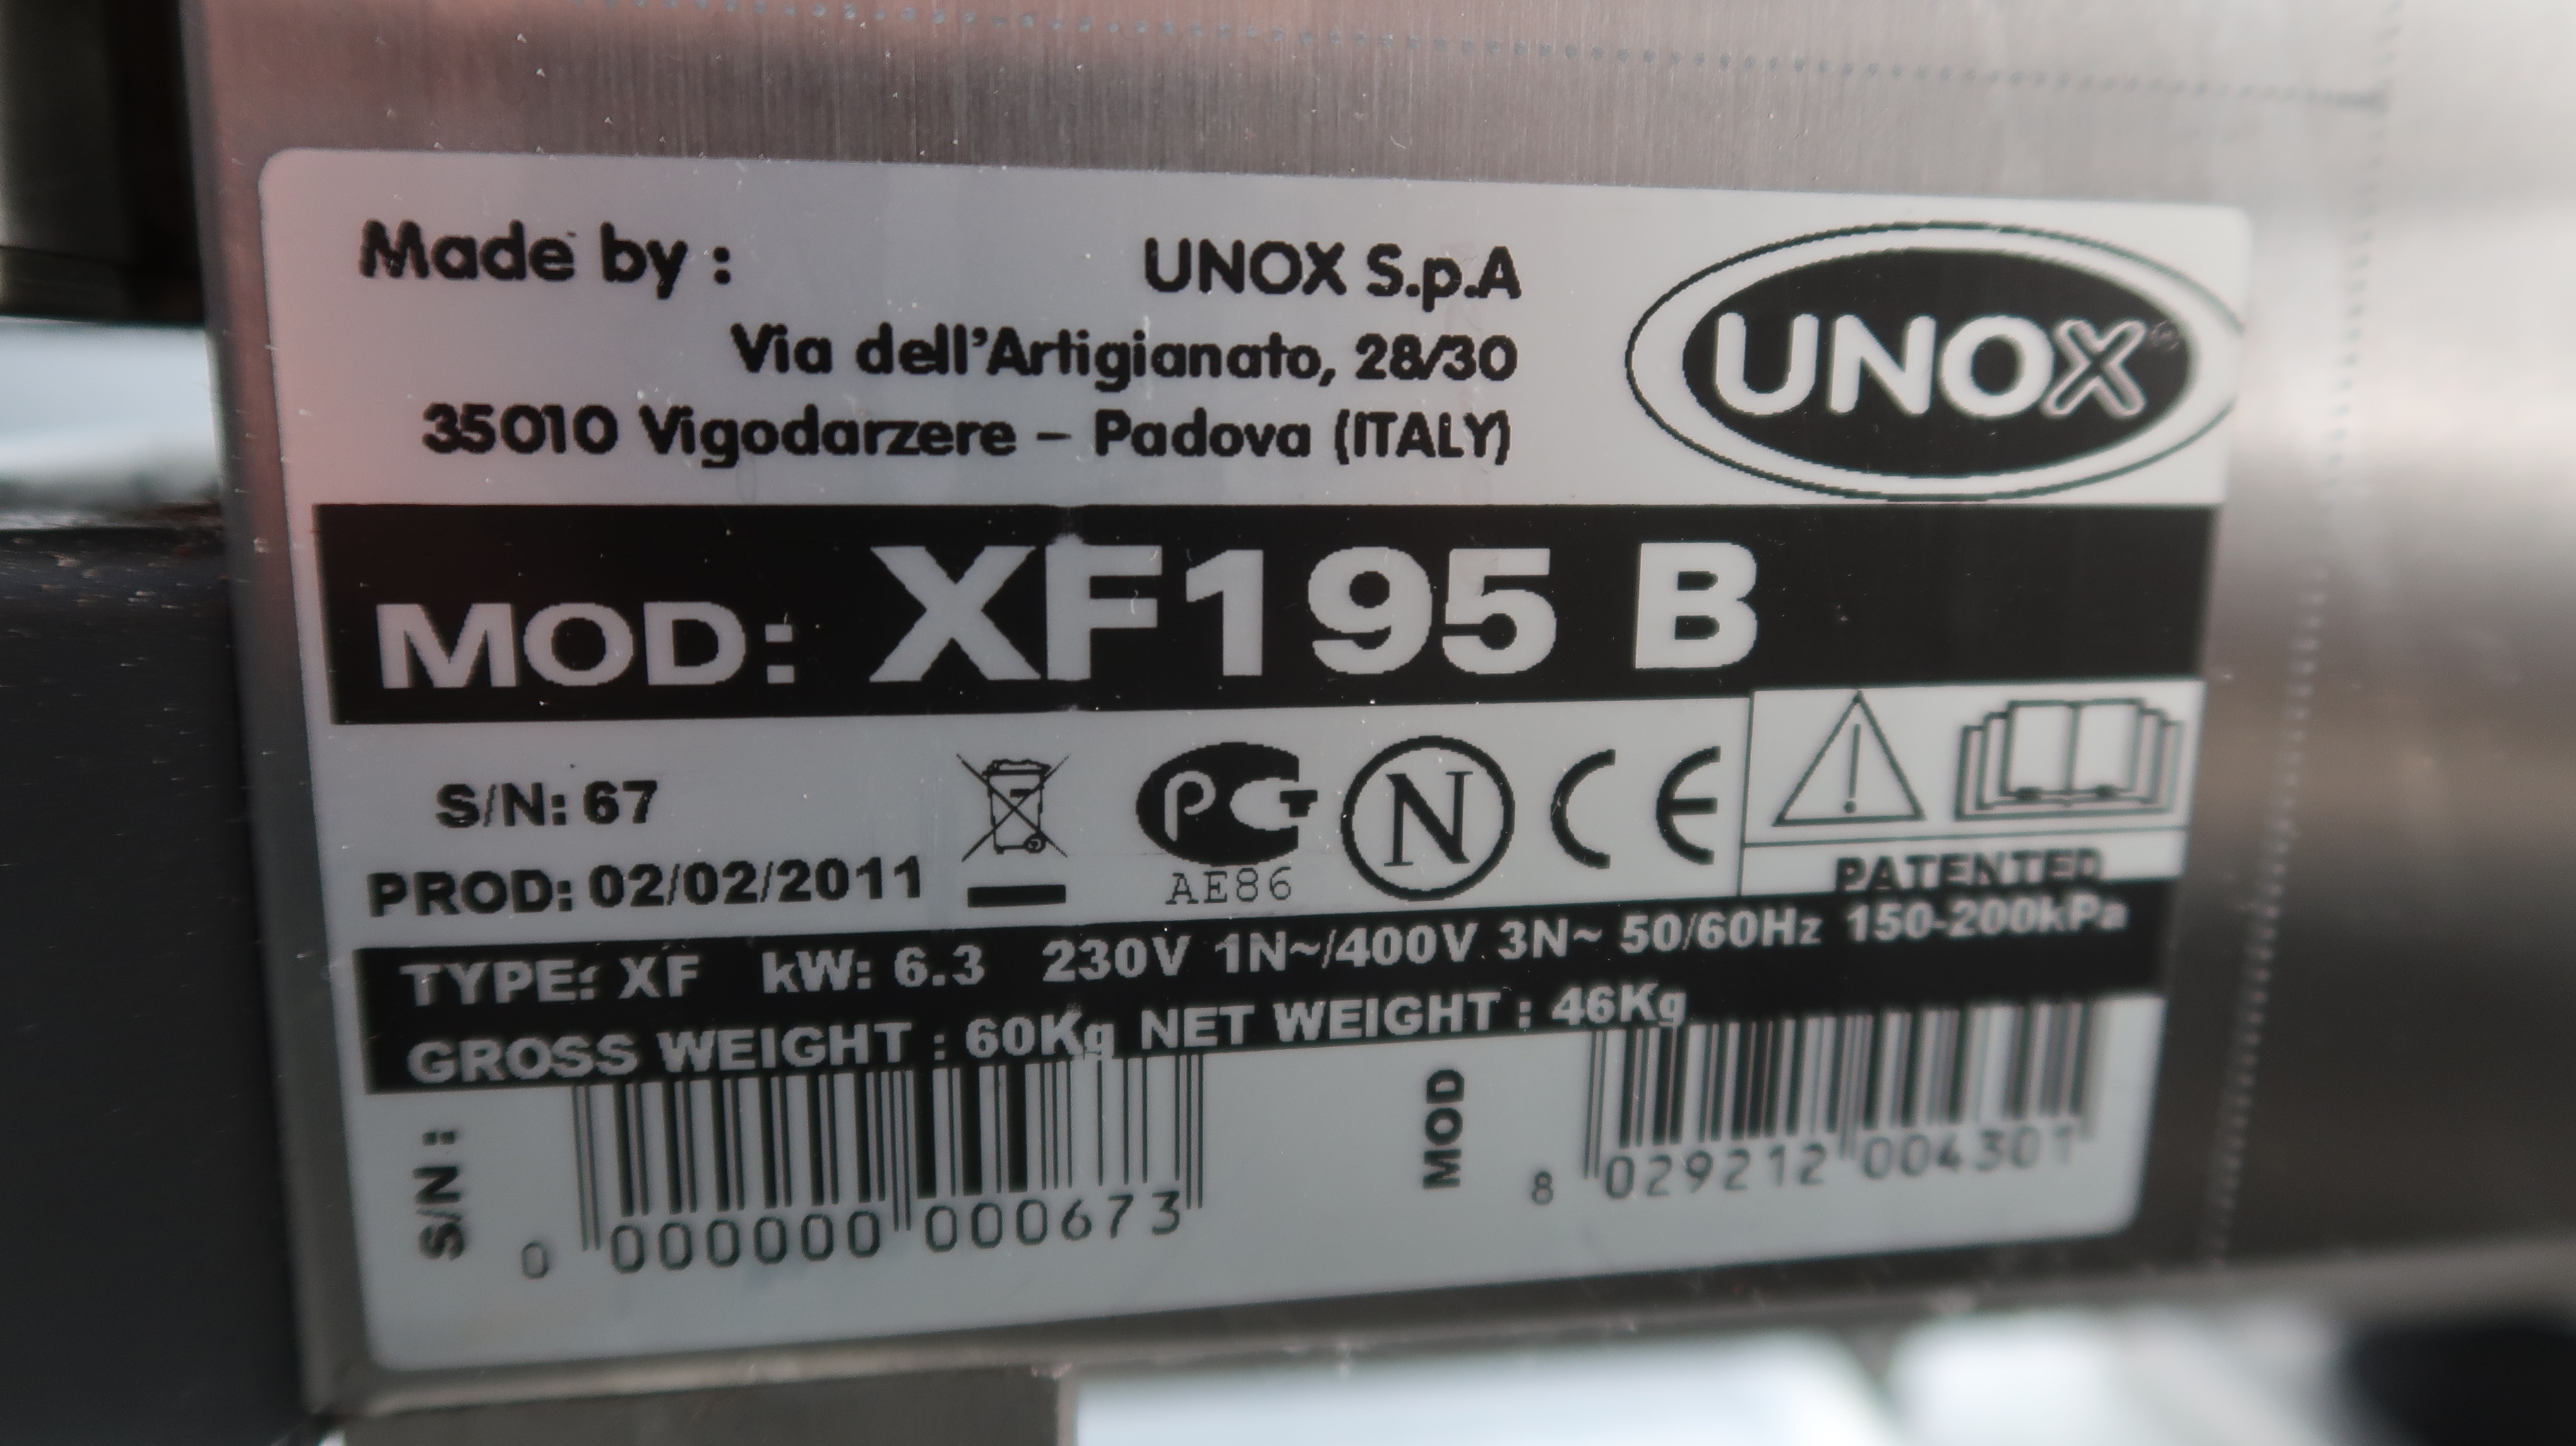 Made by : UNOX S.p.A
Via dell'Artigianato, 28/30
35010 Vigodarzere – Padova (ITALY)
UNOX
MOD: XF195 B
S/N: 67
PROD: 02/02/2011
PCT
AE86
N
CE
PATENTED
TYPE: XF kW: 6.3 230V 1N~/400V 3N~ 50/60Hz 150-200kPa
GROSS WEIGHT : 60Kg NET WEIGHT : 46Kg
S/N :
0 000000 000673
MOD
8 029212 004301